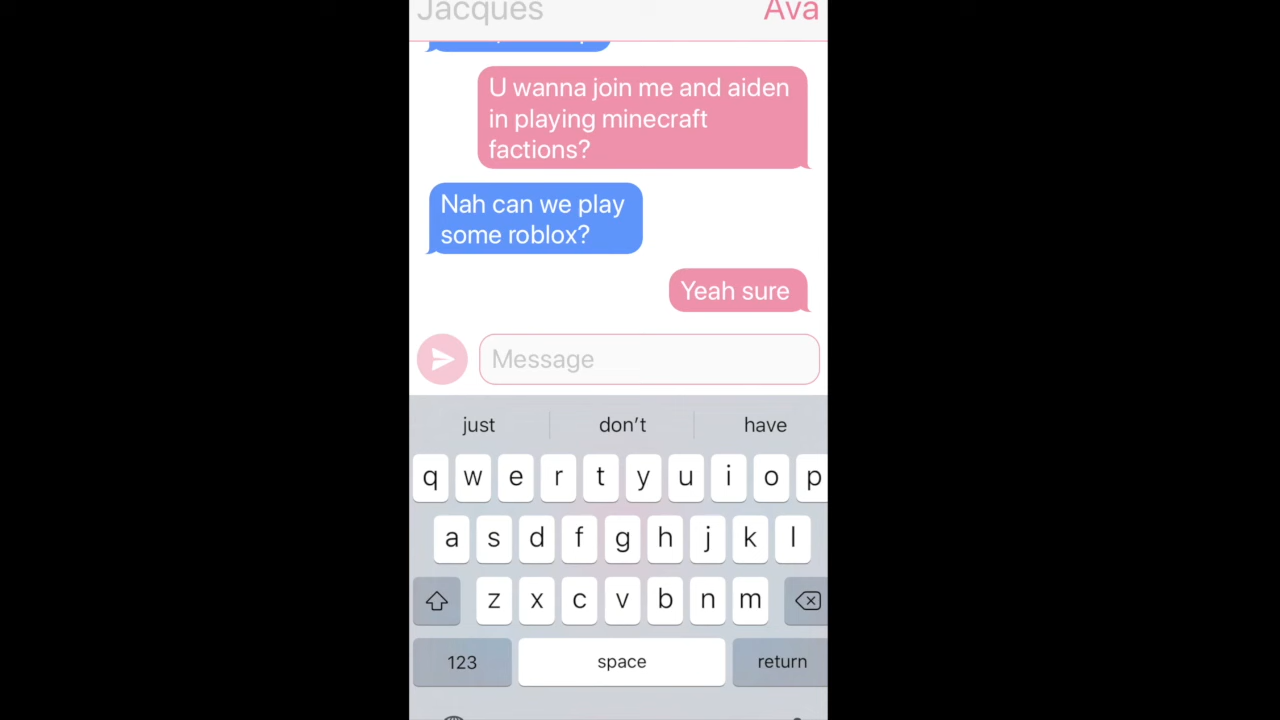 Jacques
Ava
U wanna join me and aiden
in playing minecraft
factions?
Nah can we play
some roblox?
Yeah sure
Message
just don’t have
q w e r t y u i o p
a s d f g h j k l
z x c v b n m
123 space return